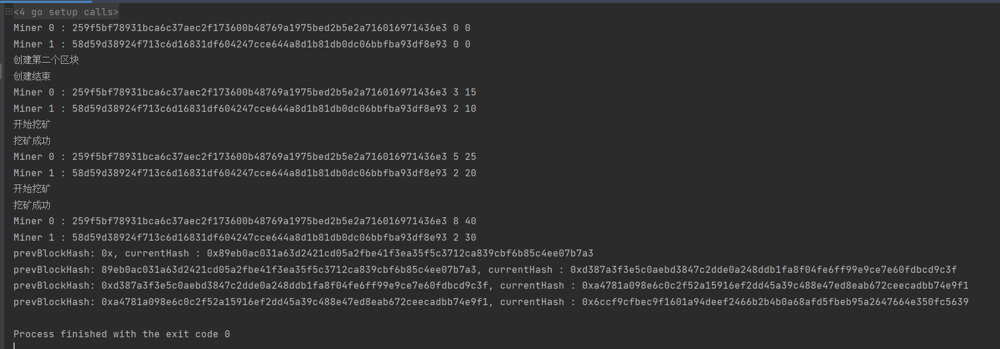 <4 go setup calls>
Miner 0 : 259f5bf78931bca6c37aec2f173600b48769a1975bed2b5e2a716016971436e3 0 0
Miner 1 : 58d59d38924f713c6d16831df604247cce644a8d1b81db0dc06bbfba93df8e93 0 0
创建第二个区块
创建结束
Miner 0 : 259f5bf78931bca6c37aec2f173600b48769a1975bed2b5e2a716016971436e3 3 15
Miner 1 : 58d59d38924f713c6d16831df604247cce644a8d1b81db0dc06bbfba93df8e93 2 10
开始挖矿
挖矿成功
Miner 0 : 259f5bf78931bca6c37aec2f173600b48769a1975bed2b5e2a716016971436e3 5 25
Miner 1 : 58d59d38924f713c6d16831df604247cce644a8d1b81db0dc06bbfba93df8e93 2 20
开始挖矿
挖矿成功
Miner 0 : 259f5bf78931bca6c37aec2f173600b48769a1975bed2b5e2a716016971436e3 8 40
Miner 1 : 58d59d38924f713c6d16831df604247cce644a8d1b81db0dc06bbfba93df8e93 2 30
prevBlockHash: 0x, currentHash : 0x89eb0ac031a63d2421cd05a2fbe41f3ea35f5c3712ca839cbf6b85c4ee07b7a3
prevBlockHash: 89eb0ac031a63d2421cd05a2fbe41f3ea35f5c3712ca839cbf6b85c4ee07b7a3, currentHash : 0xd387a3f3e5c0aebd3847c2dde0a248ddb1fa8f04fe6ff99e9ce7e60fdbcd9c3f
prevBlockHash: 0xd387a3f3e5c0aebd3847c2dde0a248ddb1fa8f04fe6ff99e9ce7e60fdbcd9c3f, currentHash : 0xa4781a098e6c0c2f52a15916ef2dd45a39c488e47ed8eab672ceecadbb74e9f1
prevBlockHash: 0xa4781a098e6c0c2f52a15916ef2dd45a39c488e47ed8eab672ceecadbb74e9f1, currentHash : 0x6ccf9cfbec9f1601a94deef2466b2b4b0a68afd5fbeb95a2647664e350fc5639
Process finished with the exit code 0